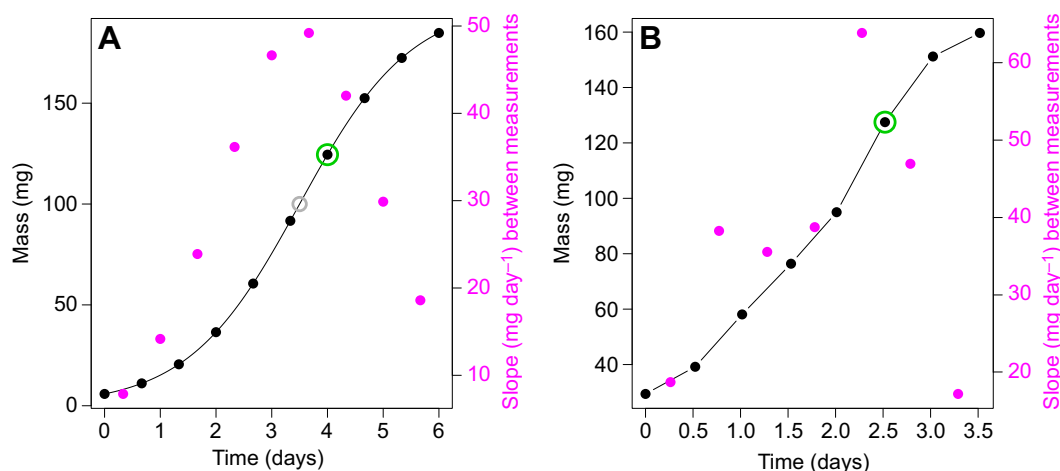 A
Mass (mg)
150
100
50
0
0 1 2 3 4 5 6
Time (days)
50
40
30
20
10
Slope (mg day⁻¹) between measurements
B
Mass (mg)
160
140
120
100
80
60
40
0 0.5 1.0 1.5 2.0 2.5 3.0 3.5
Time (days)
60
50
40
30
20
Slope (mg day⁻¹) between measurements